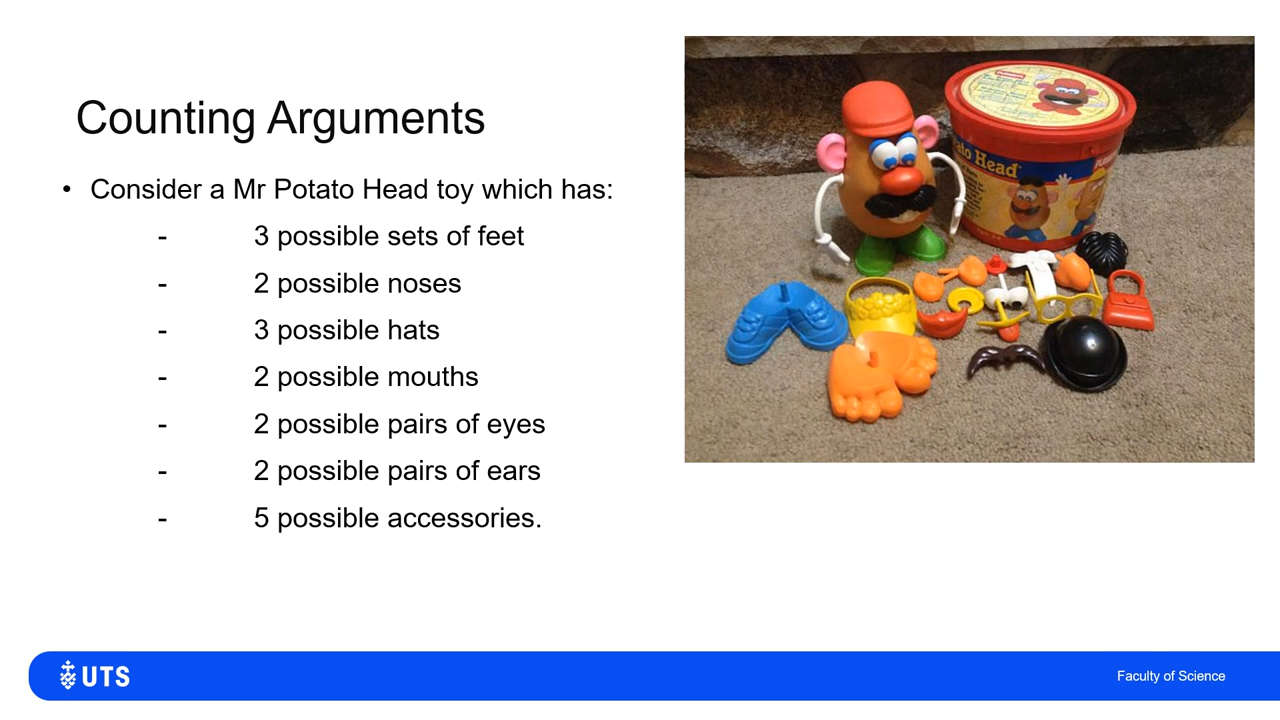 Counting Arguments
• Consider a Mr Potato Head toy which has:
- 3 possible sets of feet
- 2 possible noses
- 3 possible hats
- 2 possible mouths
- 2 possible pairs of eyes
- 2 possible pairs of ears
- 5 possible accessories.
ato Head
UTS
Faculty of Science